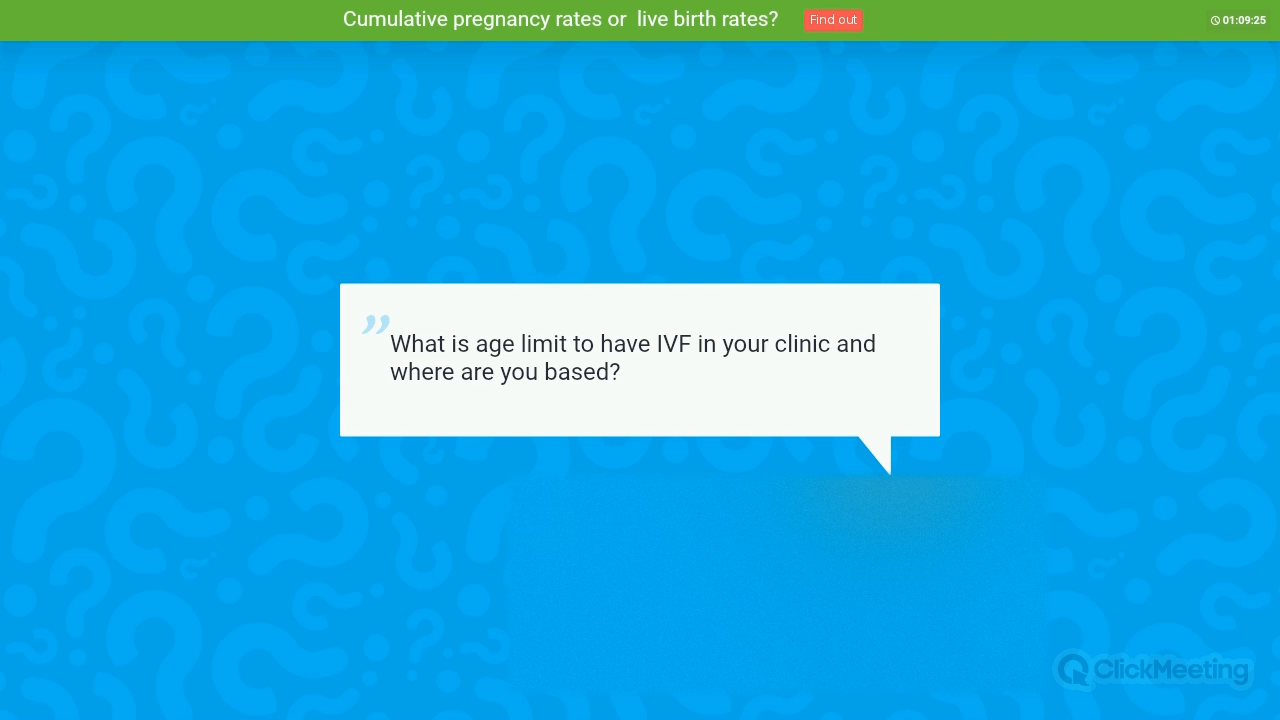 Cumulative pregnancy rates or  live birth rates?
Find out
01:09:25
What is age limit to have IVF in your clinic and
where are you based?
ClickMeeting